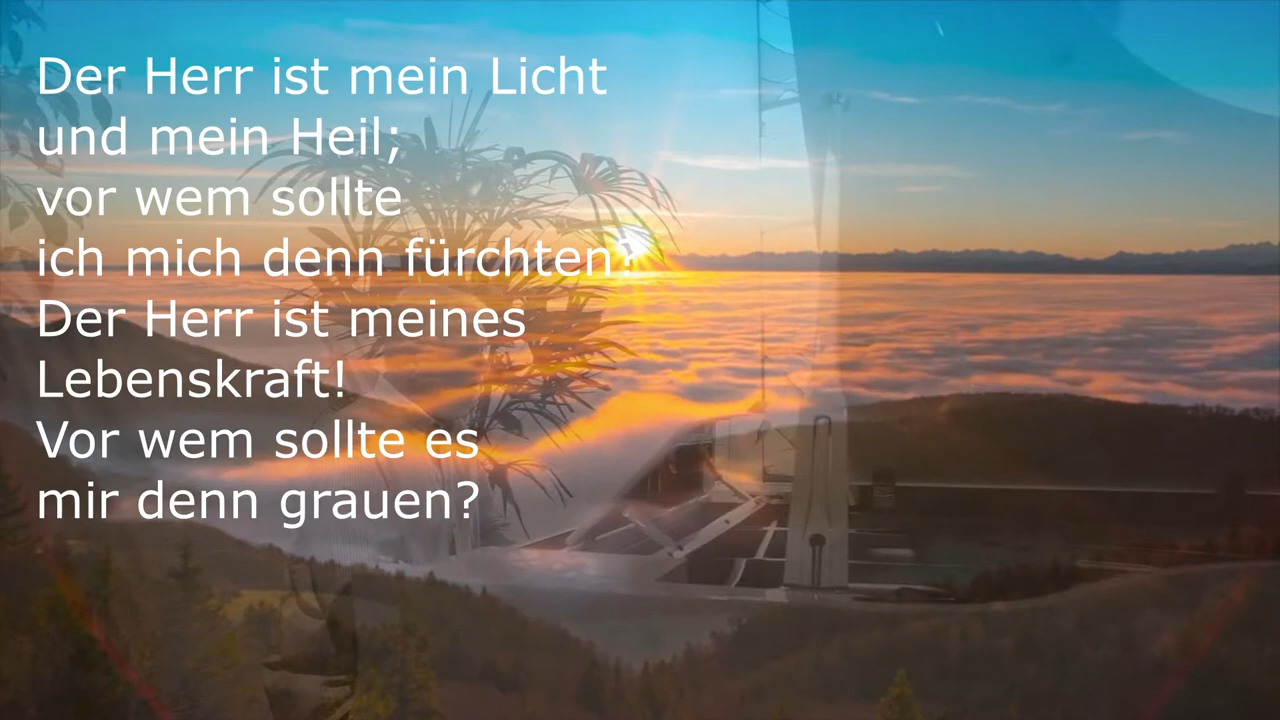 Der Herr ist mein Licht
und mein Heil;
vor wem sollte
ich mich denn fürchten?
Der Herr ist meines
Lebenskraft!
Vor wem sollte es
mir denn grauen?